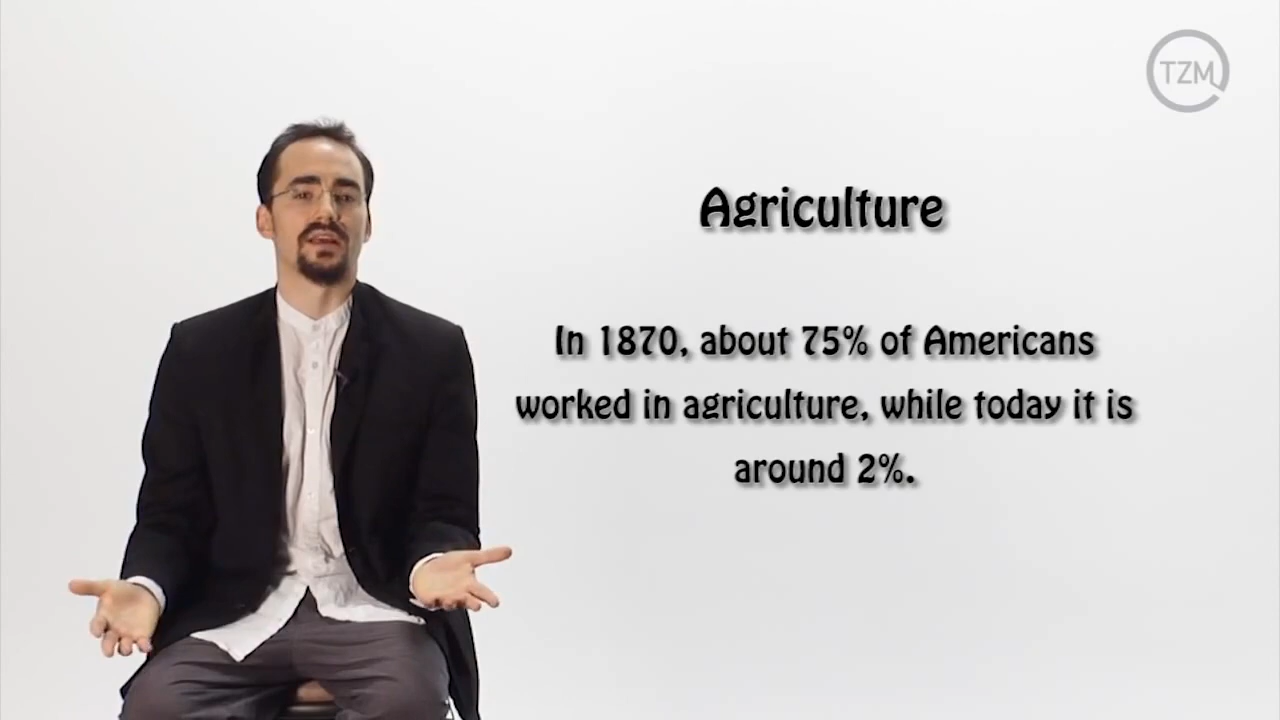 TZM
Agriculture
In 1870, about 75% of Americans
worked in agriculture, while today it is
around 2%.